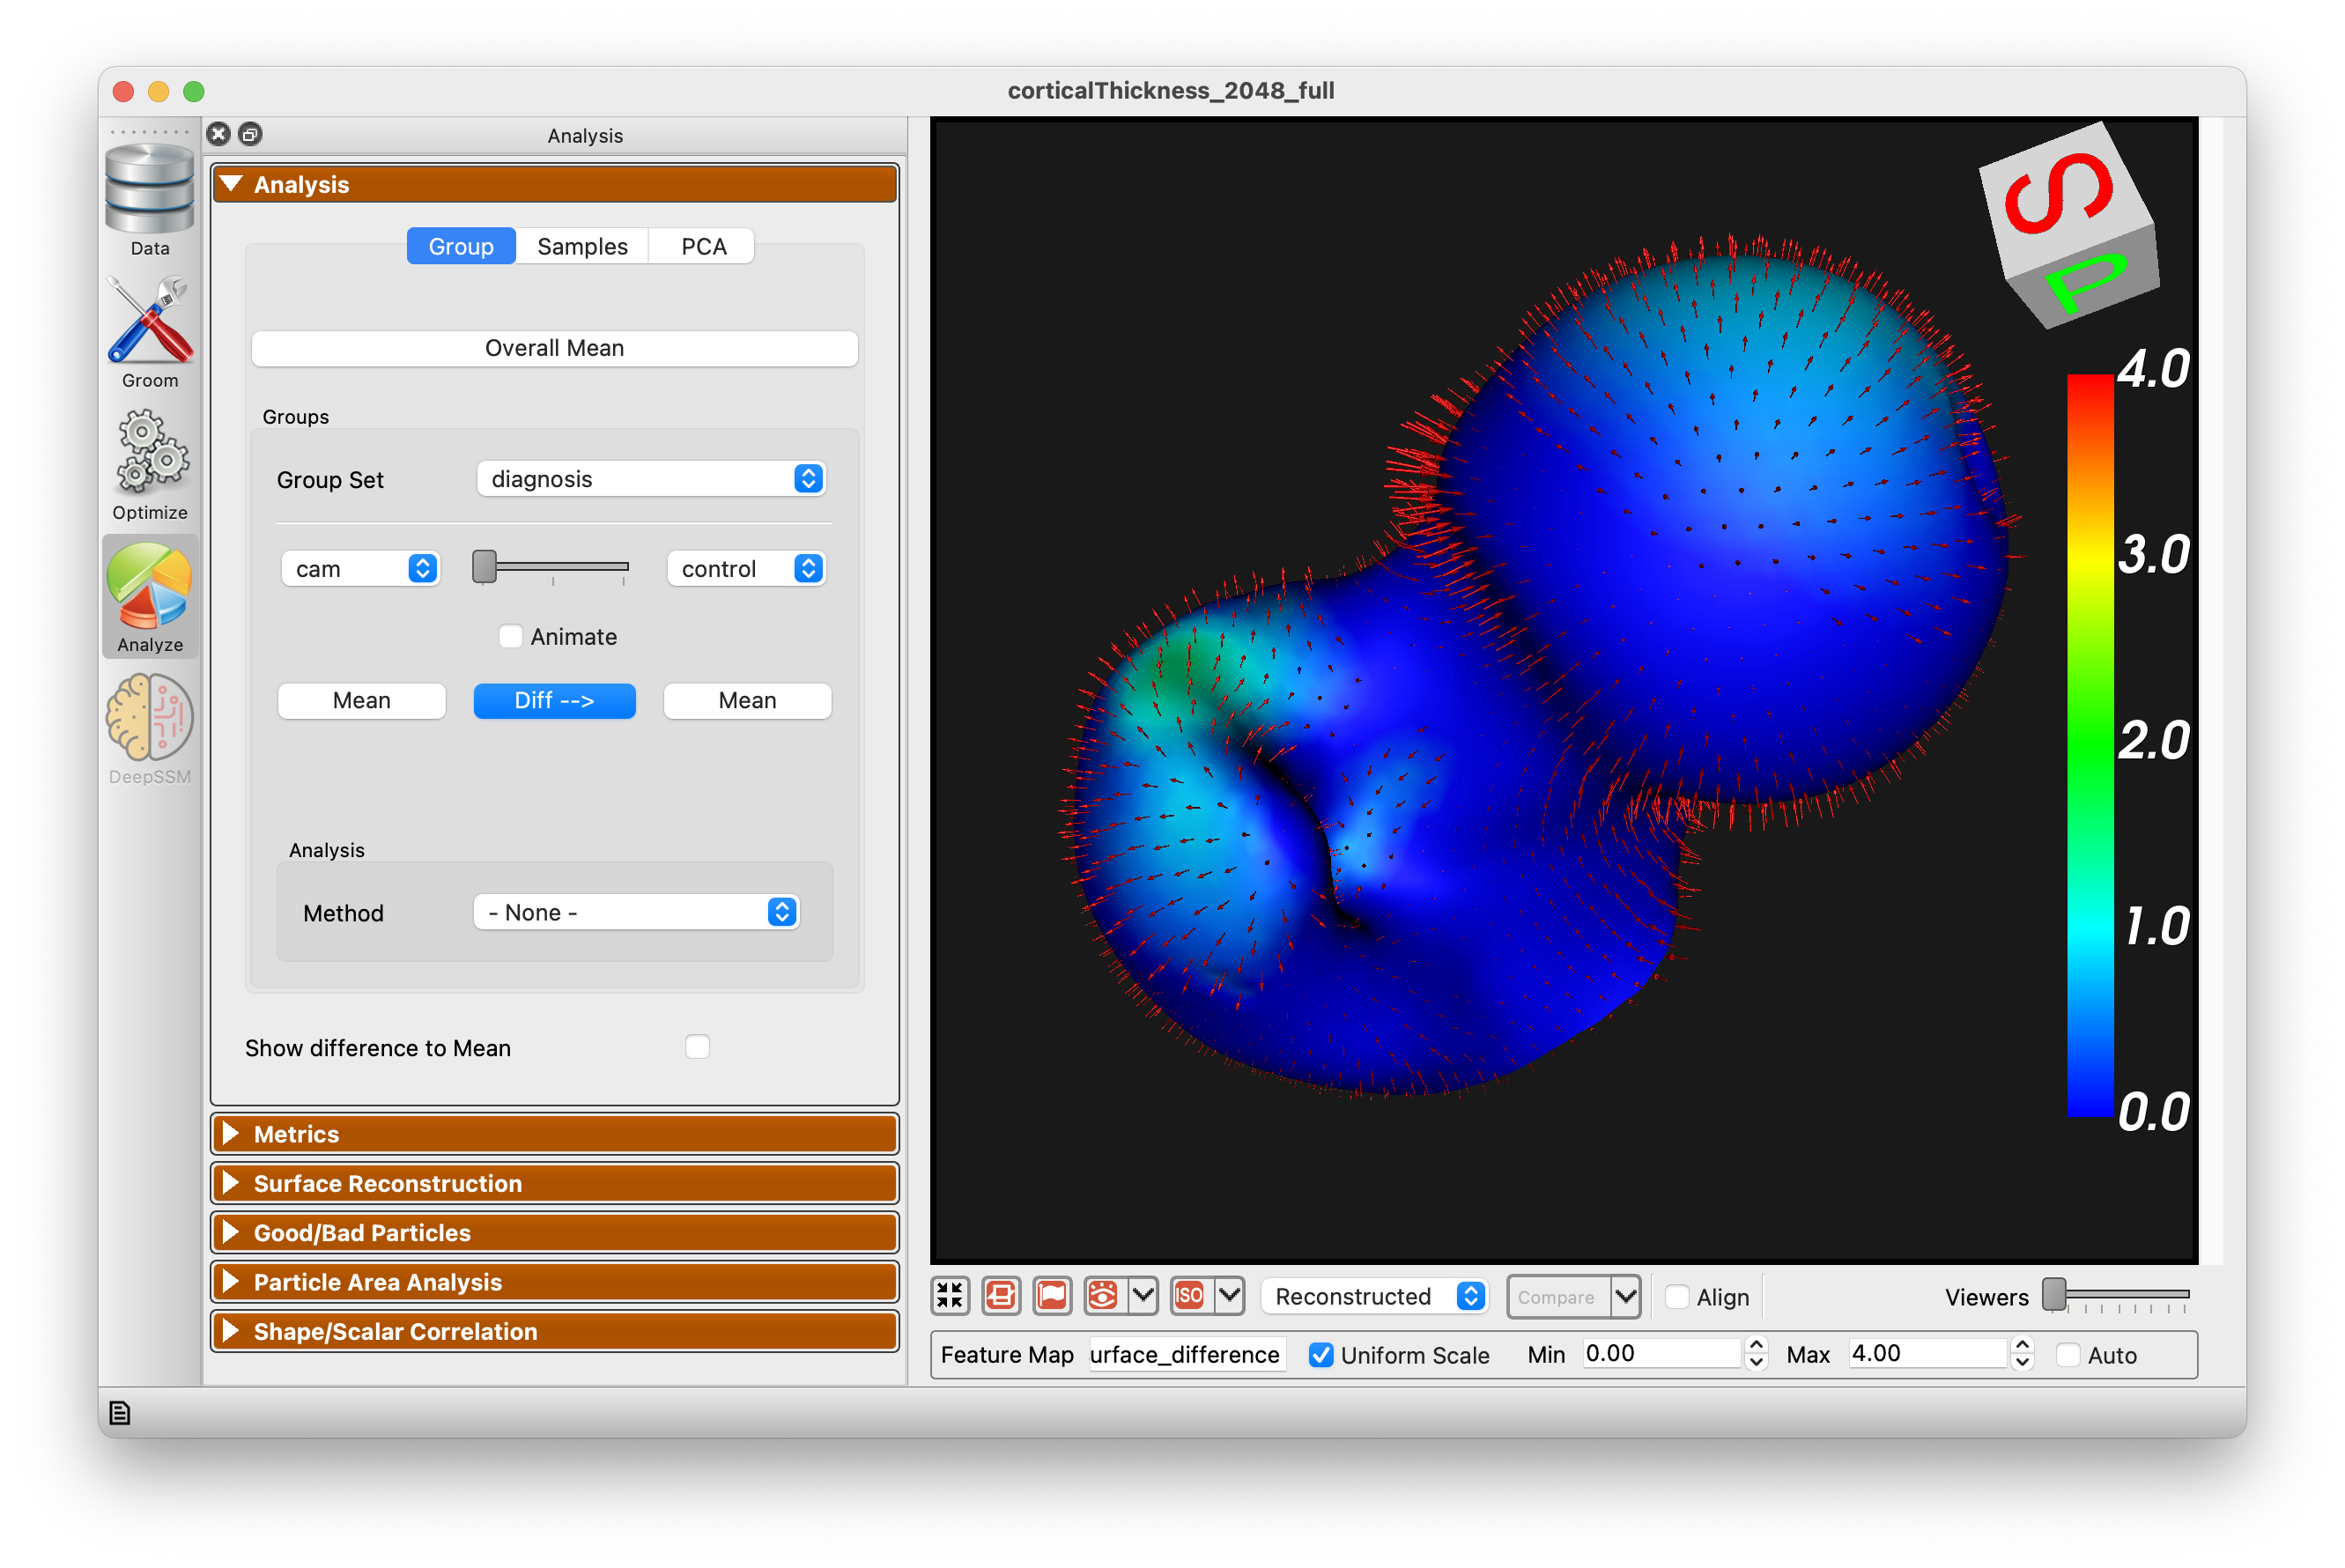 corticalThickness_2048_full
Data
Groom
Optimize
Analyze
DeepSSM
Analysis
Analysis
Group Samples PCA
Overall Mean
Groups
Group Set diagnosis
cam control
Animate
Mean Diff --> Mean
Analysis
Method - None -
Show difference to Mean
Metrics
Surface Reconstruction
Good/Bad Particles
Particle Area Analysis
Shape/Scalar Correlation
S
P
4.0
3.0
2.0
1.0
0.0
ISO Reconstructed Compare Align Viewers
Feature Map urface_difference Uniform Scale Min 0.00 Max 4.00 Auto